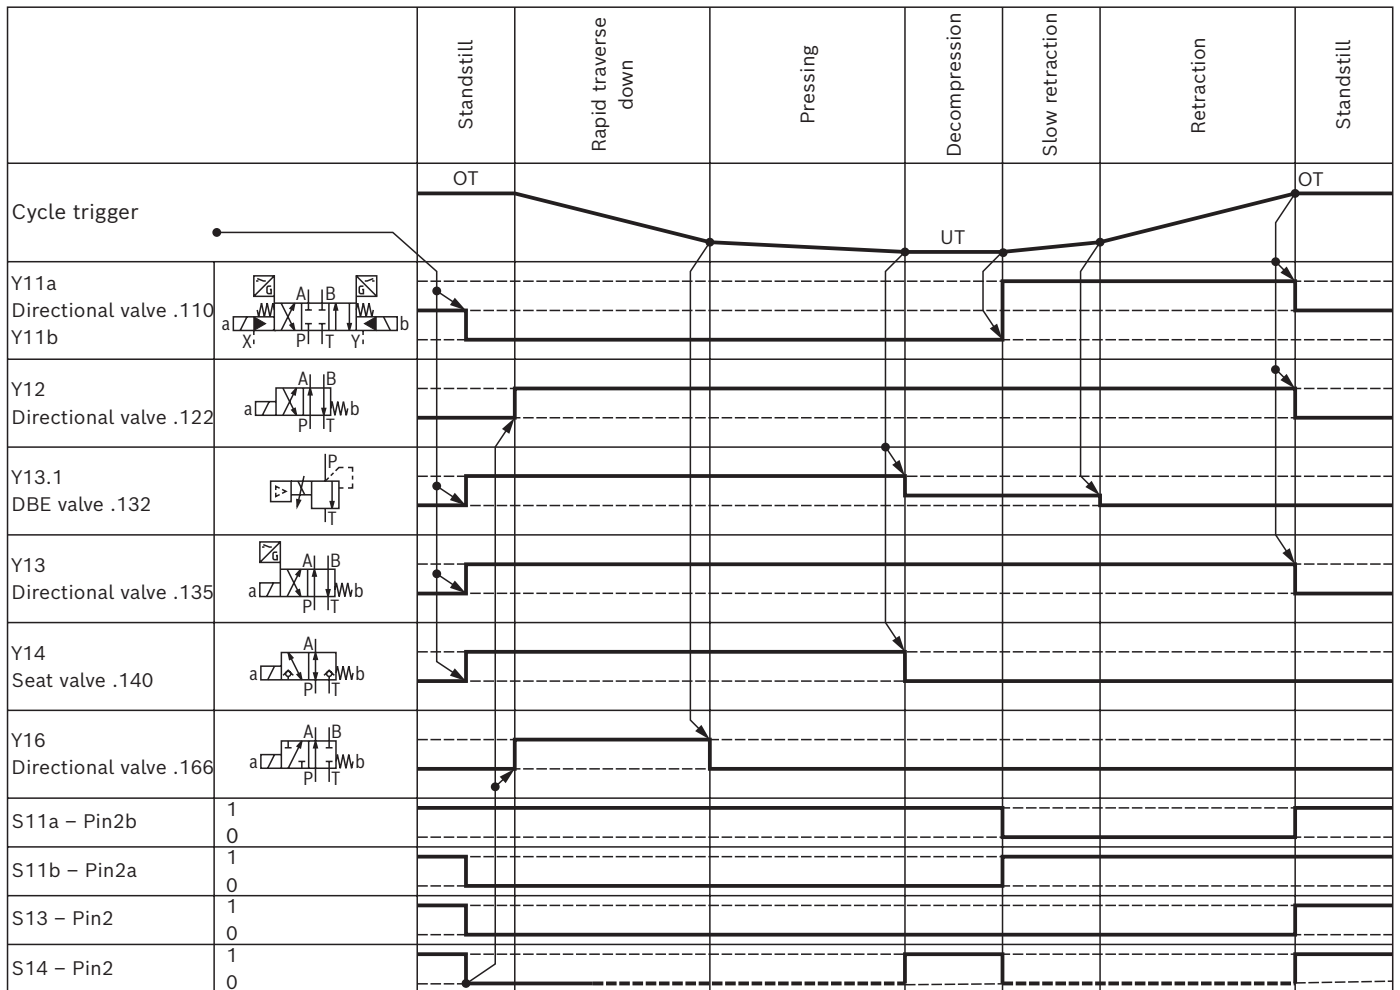 Standstill
Rapid traverse
down
Pressing
Decompression
Slow retraction
Retraction
Standstill
Cycle trigger
OT
UT
OT
Y11a
Directional valve .110
Y11b
A B
a b
X P T Y
G G
Y12
Directional valve .122
A B
a b
P T
Y13.1
DBE valve .132
P
T
Y13
Directional valve .135
G
A B
a b
P T
Y14
Seat valve .140
A
a b
P T
Y16
Directional valve .166
A B
a b
P T
S11a – Pin2b
1
0
S11b – Pin2a
1
0
S13 – Pin2
1
0
S14 – Pin2
1
0